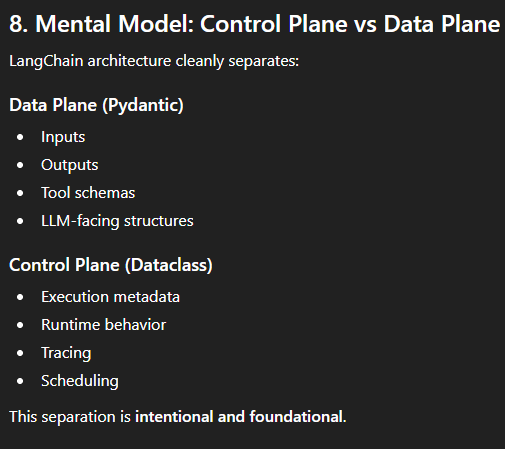 8. Mental Model: Control Plane vs Data Plane
LangChain architecture cleanly separates:
Data Plane (Pydantic)
• Inputs
• Outputs
• Tool schemas
• LLM-facing structures
Control Plane (Dataclass)
• Execution metadata
• Runtime behavior
• Tracing
• Scheduling
This separation is intentional and foundational.